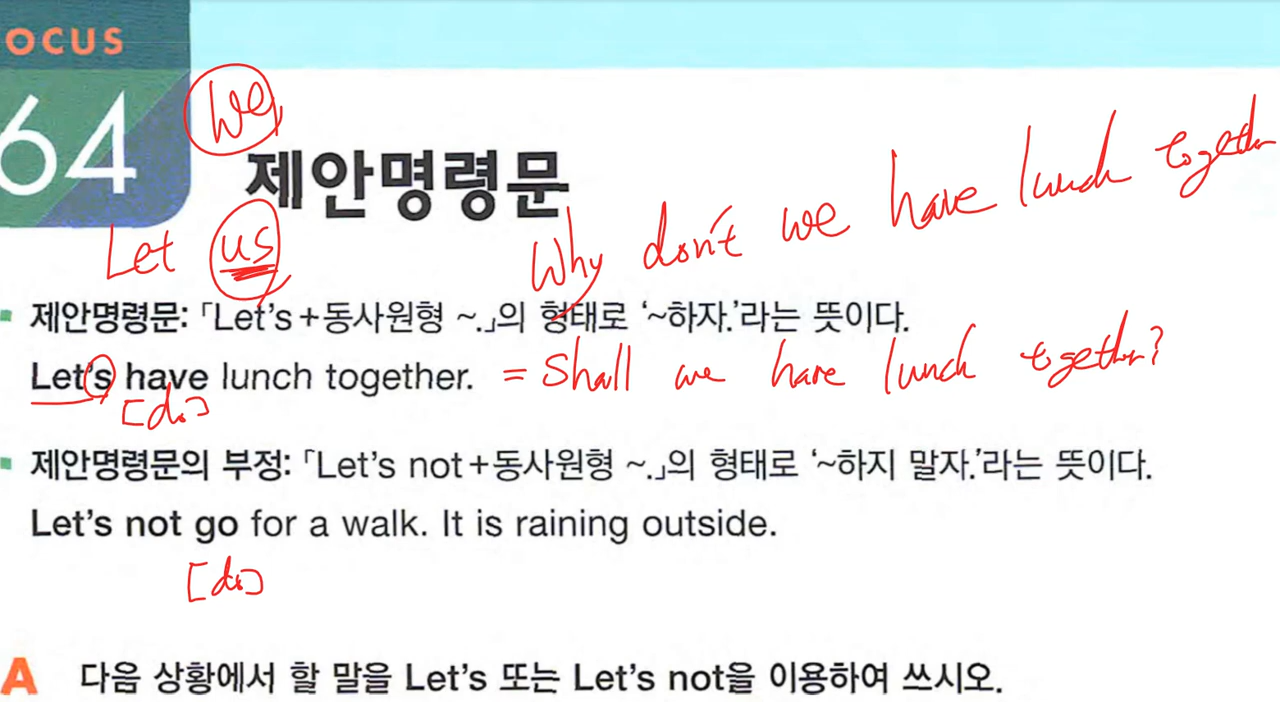 OCUS
64
We
제안명령문
Why don't we have lunch together
Let us
제안명령문: 「Let's+동사원형 ~.」의 형태로 '~하자.'라는 뜻이다.
Let's have lunch together. = Shall we have lunch together?
[do]
제안명령문의 부정: 「Let's not+동사원형 ~.」의 형태로 '~하지 말자.'라는 뜻이다.
Let's not go for a walk. It is raining outside.
[do]
A 다음 상황에서 할 말을 Let's 또는 Let's not을 이용하여 쓰시오.